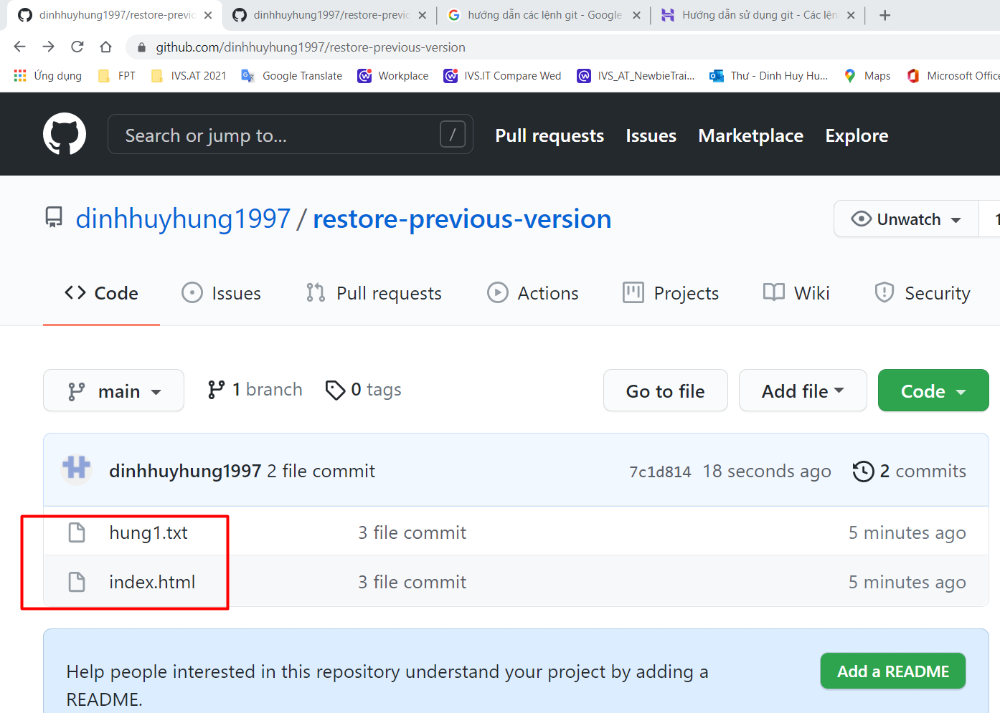 dinhhuyhung1997/restore-previo
dinhhuyhung1997/restore-previo
hướng dẫn các lệnh git - Google
Hướng dẫn sử dụng git - Các lện
github.com/dinhhuyhung1997/restore-previous-version
Ứng dụng
FPT
IVS.AT 2021
Google Translate
Workplace
IVS.IT Compare Wed
IVS_AT_NewbieTrai...
Thư - Dinh Huy Hu...
Maps
Microsoft Office
Search or jump to...
/
Pull requests
Issues
Marketplace
Explore
dinhhuyhung1997 / restore-previous-version
Unwatch
1
Code
Issues
Pull requests
Actions
Projects
Wiki
Security
main
1 branch
0 tags
Go to file
Add file
Code
dinhhuyhung1997 2 file commit
7c1d814
18 seconds ago
2 commits
hung1.txt
3 file commit
5 minutes ago
index.html
3 file commit
5 minutes ago
Help people interested in this repository understand your project by adding a
README.
Add a README